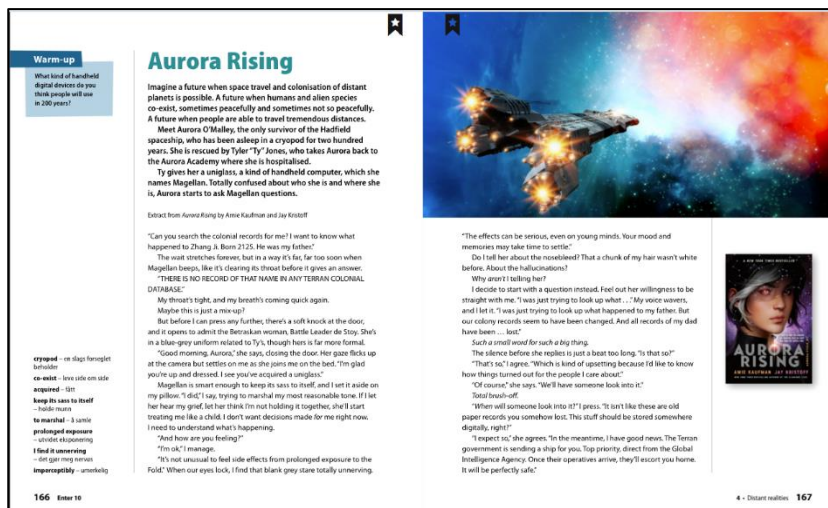 Warm-up
What kind of handheld
digital devices do you
think people will use
in 200 years?
Aurora Rising
Imagine a future when space travel and colonisation of distant
planets is possible. A future when humans and alien species
co-exist, sometimes peacefully and sometimes not so peacefully.
A future when people are able to travel tremendous distances.
Meet Aurora O'Malley, the only survivor of the Hadfield
spaceship, who has been asleep in a cryopod for two hundred
years. She is rescued by Tyler "Ty" Jones, who takes Aurora back to
the Aurora Academy where she is hospitalised.
Ty gives her a uniglass, a kind of handheld computer, which she
names Magellan. Totally confused about who she is and where she
is, Aurora starts to ask Magellan questions.
Extract from Aurora Rising by Amie Kaufman and Jay Kristoff
"Can you search the colonial records for me? I want to know what
happened to Zhang Ji. Born 2125. He was my father."
The wait stretches forever, but in a way it's far, far too soon when
Magellan beeps, like it's clearing its throat before it gives an answer.
"THERE IS NO RECORD OF THAT NAME IN ANY TERRAN COLONIAL
DATABASE."
My throat's tight, and my breath's coming quick again.
Maybe this is just a mix-up?
But before I can press any further, there's a soft knock at the door,
and it opens to admit the Betraskan woman, Battle Leader de Stoy. She's
in a blue-grey uniform related to Ty's, though hers is far more formal.
"Good morning, Aurora," she says, closing the door. Her gaze flicks up
at the camera but settles on me as she joins me on the bed. "I'm glad
you're up and dressed. I see you've acquired a uniglass."
Magellan is smart enough to keep its sass to itself, and I set it aside on
my pillow. "I did," I say, trying to marshal my most reasonable tone. If I let
her hear my grief, let her think I'm not holding it together, she'll start
treating me like a child. I don't want decisions made for me right now.
I need to understand what's happening.
"And how are you feeling?"
"I'm ok," I manage.
"It's not unusual to feel side effects from prolonged exposure to the
Fold." When our eyes lock, I find that blank grey stare totally unnerving.
cryopod – en slags forseglet
beholder
co-exist – leve side om side
acquired – fått
keep its sass to itself
– holde munn
to marshal – å samle
prolonged exposure
– utvidet eksponering
I find it unnerving
– det gjør meg nervøs
imperceptibly – umerkelig
166 Enter 10
"The effects can be serious, even on young minds. Your mood and
memories may take time to settle."
Do I tell her about the nosebleed? That a chunk of my hair wasn't white
before. About the hallucinations?
Why aren't I telling her?
I decide to start with a question instead. Feel out her willingness to be
straight with me. "I was just trying to look up what . . ." My voice wavers,
and I let it. "I was just trying to look up what happened to my father. But
our colony records seem to have been changed. And all records of my dad
have been … lost."
Such a small word for such a big thing.
The silence before she replies is just a beat too long. "Is that so?"
"That's so," I agree. "Which is kind of upsetting because I'd like to know
how things turned out for the people I care about."
"Of course," she says. "We'll have someone look into it."
Total brush-off.
"When will someone look into it?" I press. "It isn't like these are old
paper records you somehow lost. This stuff should be stored somewhere
digitally, right?"
"I expect so," she agrees. "In the meantime, I have good news. The Terran
government is sending a ship for you. Top priority, direct from the Global
Intelligence Agency. Once their operatives arrive, they'll escort you home.
It will be perfectly safe."
A NEW YORK TIMES BESTSELLER
AURORA
RISING
AMIE KAUFMAN JAY KRISTOFF
4 • Distant realities 167